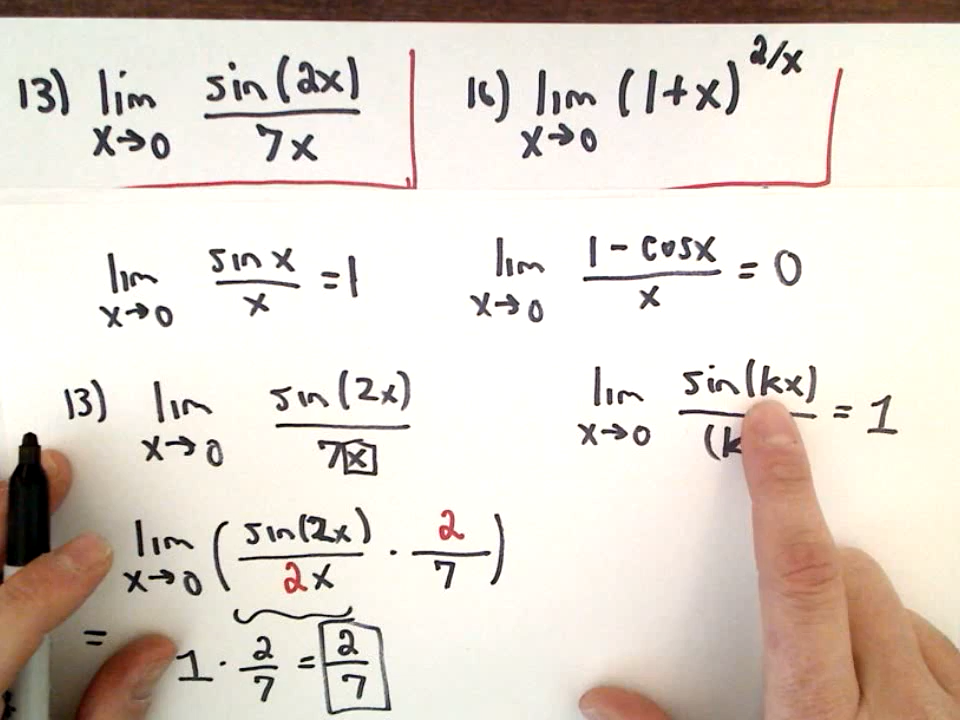 13) lim x→0 sin(2x) / 7x
16) lim x→0 (1+x)^2/x
lim x→0 sin x / x = 1
lim x→0 1 - cosx / x = 0
13) lim x→0 sin(2x) / 7x
lim x→0 sin(kx) / (k = 1
lim x→0 ( sin(2x) / 2x · 2 / 7 )
= 1 · 2/7 = 2/7